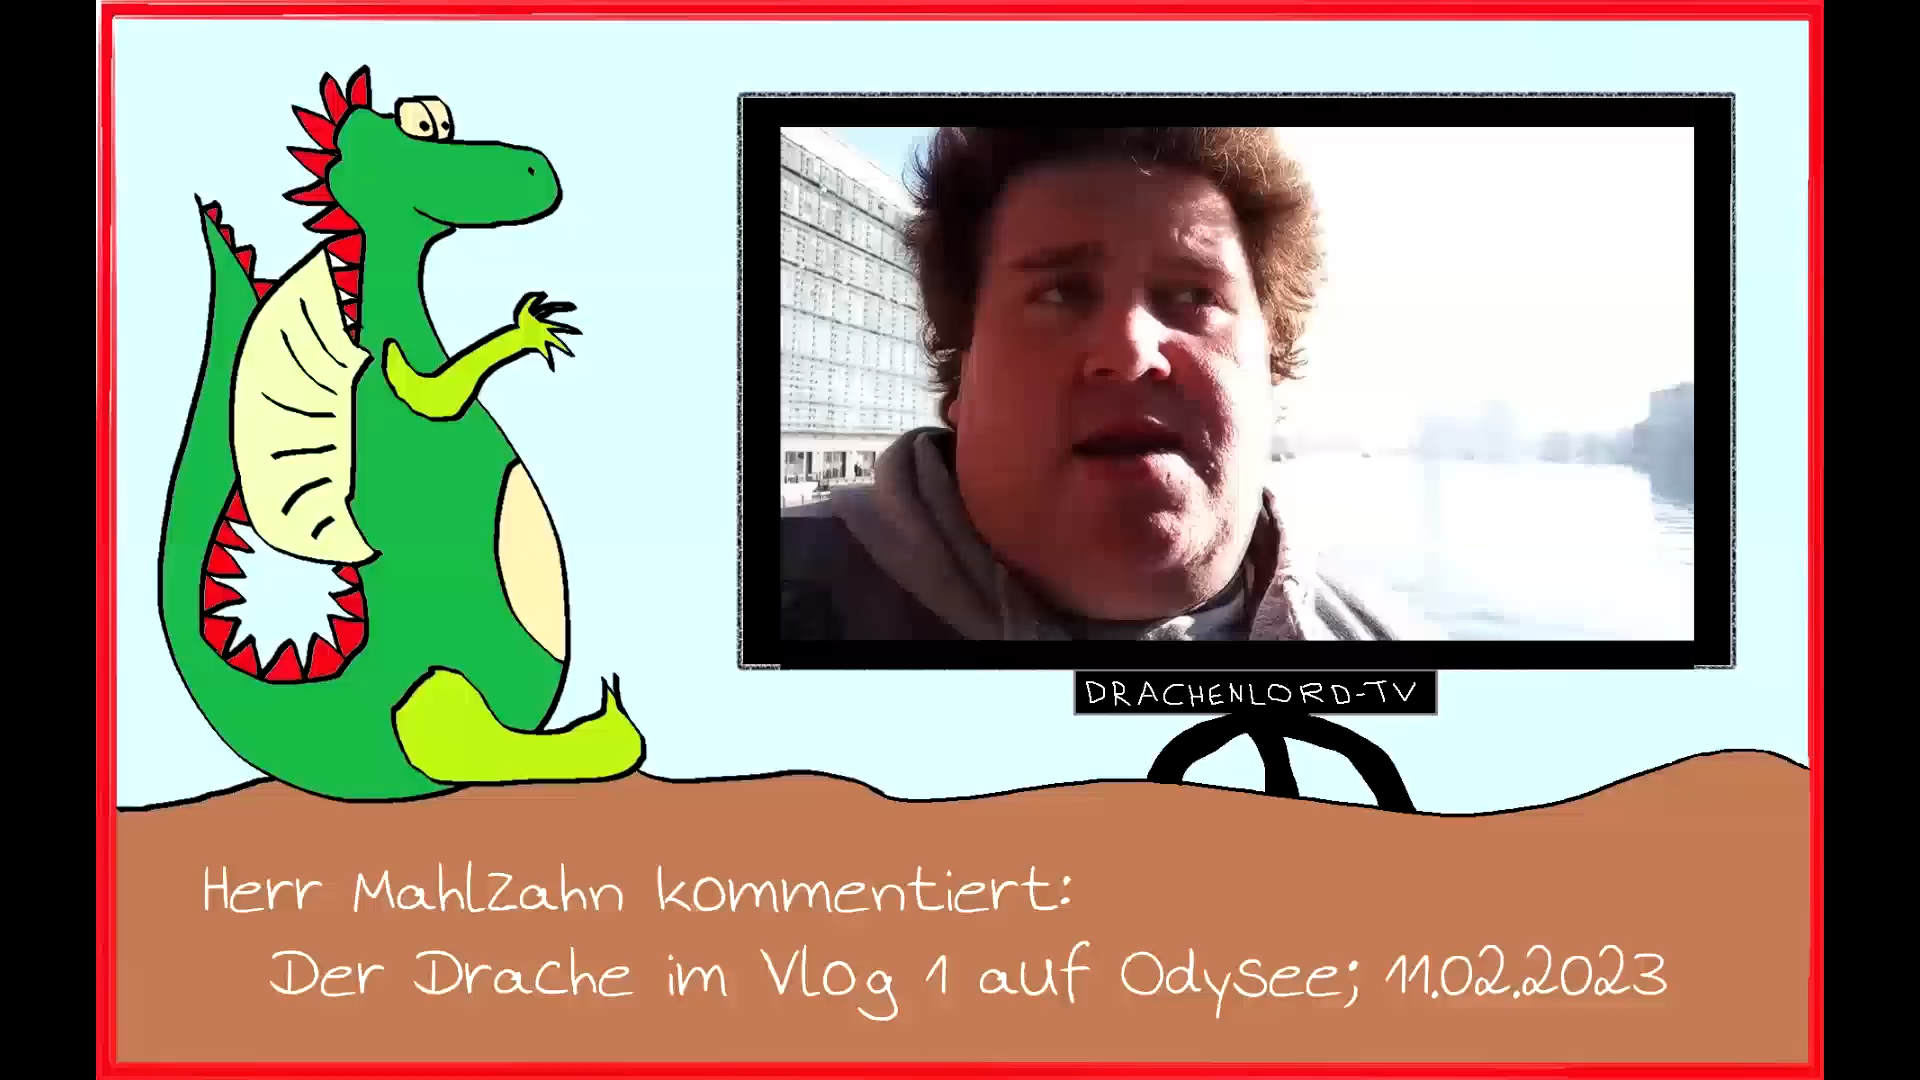 DRACHENLORD-TV
Herr Mahlzahn kommentiert:
Der Drache im Vlog 1 auf Odysee; 11.02.2023